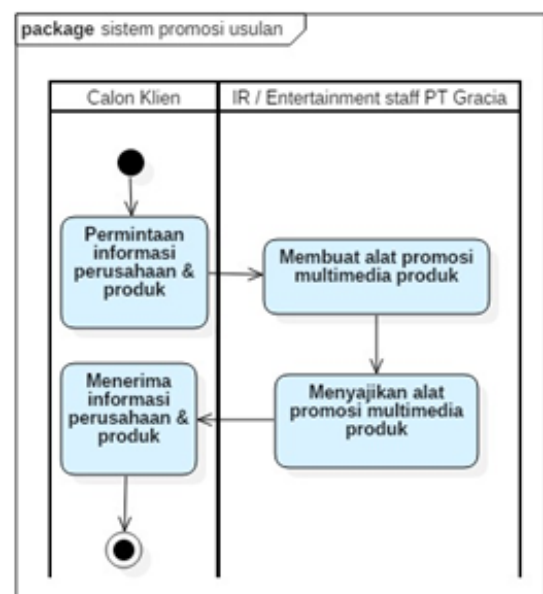 package sistem promosi usulan
Calon Klien
IR / Entertainment staff PT Gracia
Permintaan
informasi
perusahaan &
produk
Membuat alat promosi
multimedia produk
Menyajikan alat
promosi multimedia
produk
Menerima
informasi
perusahaan &
produk